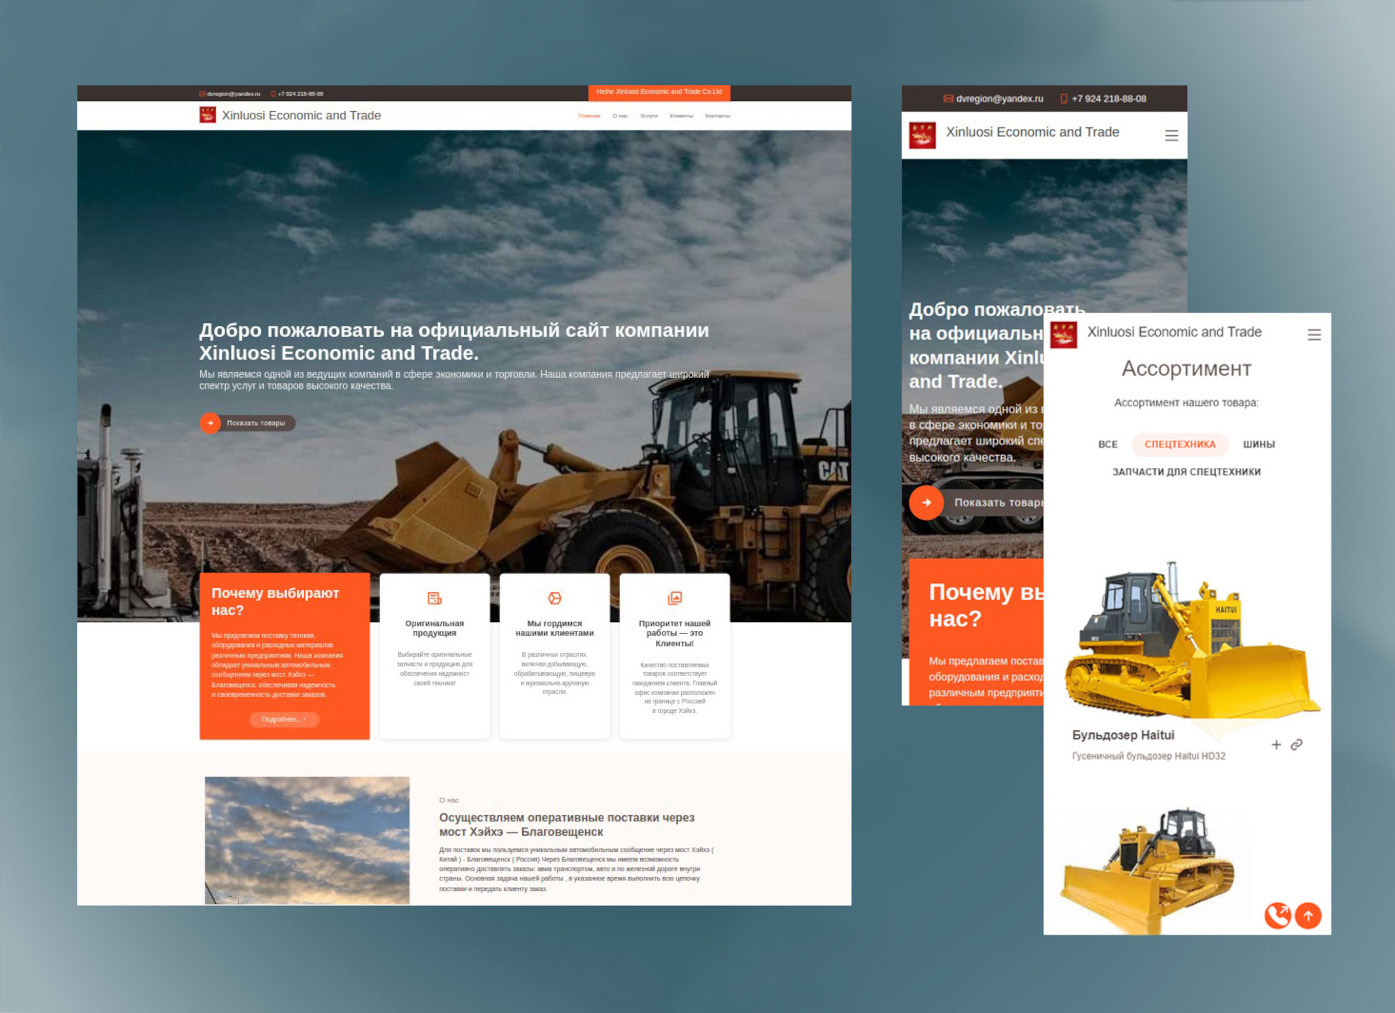 dvregion@yandex.ru
+7 924 218-88-08
Heihe Xinluosi Economic and Trade Co Ltd
Xinluosi Economic and Trade
Главная
О нас
Услуги
Клиенты
Контакты
Добро пожаловать на официальный сайт компании
Xinluosi Economic and Trade.
Мы являемся одной из ведущих компаний в сфере экономики и торговли. Наша компания предлагает широкий
спектр услуг и товаров высокого качества.
Показать товары
CAT
Почему выбирают
нас?
Мы предлагаем поставку техники,
оборудования и расходных материалов
различным предприятиям. Наша компания
обладает уникальным автомобильным
сообщением через мост Хэйхэ —
Благовещенск, обеспечивая надежность
и своевременность доставки заказов.
Подробнее...
Оригинальная
продукция
Выбирайте оригинальные
запчасти и продукцию для
обеспечения надежност
своей техники!
Мы гордимся
нашими клиентами
В различных отраслях,
включая добывающую,
обрабатывающую, пищевую
и мукомольно-крупяную
отрасли.
Приоритет нашей
работы — это
Клиенты!
Качество поставляемых
товаров соответствует
ожиданиям клиента. Главный
офис компании расположен
на границе с Россией
в городе Хэйхэ.
О нас
Осуществляем оперативные поставки через
мост Хэйхэ — Благовещенск
Для поставок мы пользуемся уникальным автомобильным сообщение через мост Хэйхэ (
Китай ) - Благовещенск ( Россия) Через Благовещенск мы имеем возможность
оперативно доставлять заказы: авиа транспортом, авто и по железной дороге внутри
страны. Основная задача нашей работы , в указанное время выполнить всю цепочку
поставки и передать клиенту заказ.
dvregion@yandex.ru
+7 924 218-88-08
Xinluosi Economic and Trade
Добро пожаловать
на официальн
компании Xinlu
and Trade.
Мы являемся одной из в
в сфере экономики и тор
предлагает широкий спе
высокого качества.
Показать товары
Почему вы
нас?
Мы предлагаем постав
оборудования и расход
различным предприяти
Xinluosi Economic and Trade
Ассортимент
Ассортимент нашего товара:
ВСЕ
СПЕЦТЕХНИКА
ШИНЫ
ЗАПЧАСТИ ДЛЯ СПЕЦТЕХНИКИ
HAITUI
Бульдозер Haitui
Гусеничный бульдозер Haitui HD32